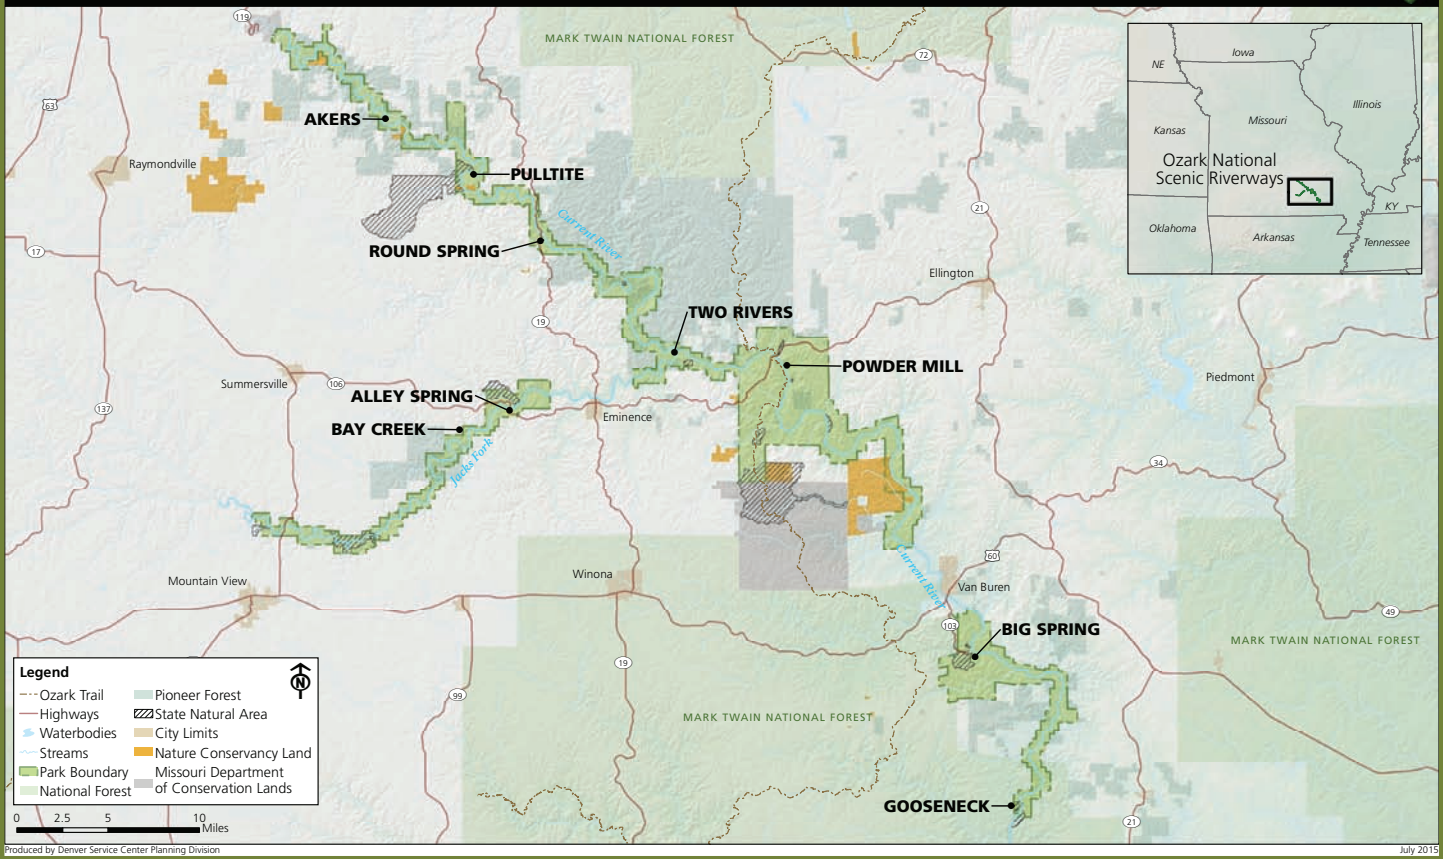 119
MARK TWAIN NATIONAL FOREST
72
63
AKERS
Raymondville
PULLTITE
21
Current River
17
ROUND SPRING
Ellington
TWO RIVERS
19
POWDER MILL
Summersville
106
ALLEY SPRING
Piedmont
137
Eminence
BAY CREEK
Jacks Fork
34
Current River
60
Mountain View
Winona
Van Buren
49
103
BIG SPRING
MARK TWAIN NATIONAL FOREST
19
99
MARK TWAIN NATIONAL FOREST
GOOSENECK
21
NE
Iowa
Illinois
Kansas
Missouri
Ozark National
Scenic Riverways
KY
Oklahoma
Arkansas
Tennessee
Legend
N
Ozark Trail
Highways
Waterbodies
Streams
Park Boundary
National Forest
Pioneer Forest
State Natural Area
City Limits
Nature Conservancy Land
Missouri Department
of Conservation Lands
0 2.5 5 10
Miles
Produced by Denver Service Center Planning Division
July 2015